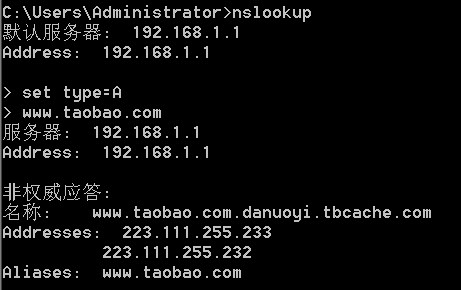 C:\Users\Administrator>nslookup
默认服务器:  192.168.1.1
Address:  192.168.1.1
> set type=A
> www.taobao.com
服务器:  192.168.1.1
Address:  192.168.1.1
非权威应答:
名称:    www.taobao.com.danuoyi.tbcache.com
Addresses:  223.111.255.233
223.111.255.232
Aliases:  www.taobao.com